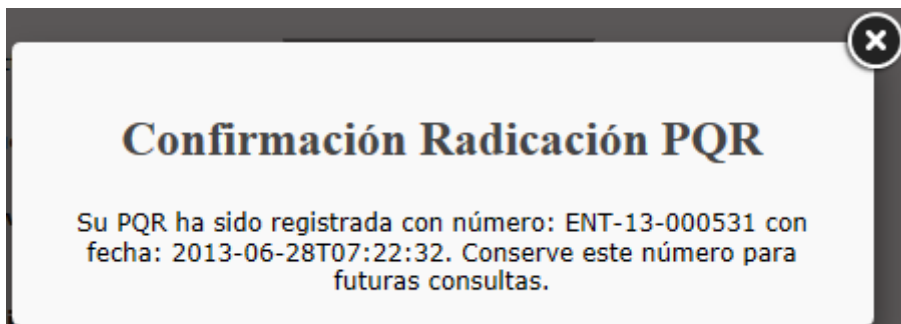 Confirmación Radicación PQR
Su PQR ha sido registrada con número: ENT-13-000531 con
fecha: 2013-06-28T07:22:32. Conserve este número para
futuras consultas.